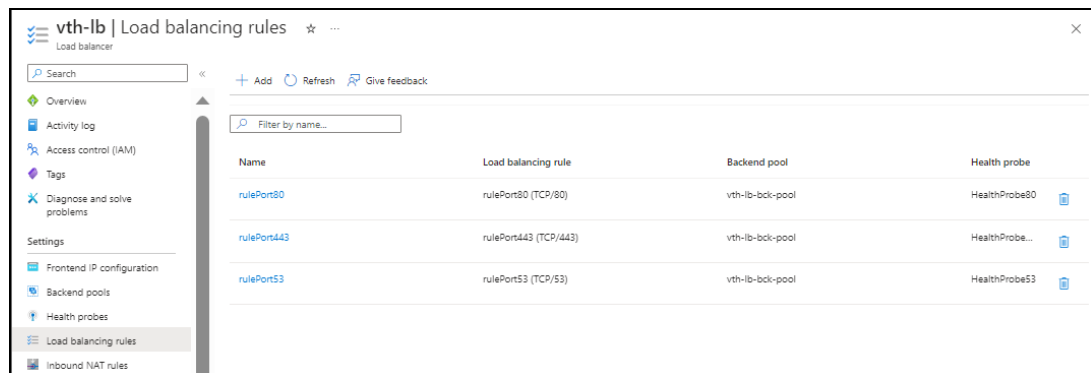 vth-lb | Load balancing rules
Load balancer
Search
Add Refresh Give feedback
Overview
Activity log
Access control (IAM)
Tags
Diagnose and solve
problems
Settings
Frontend IP configuration
Backend pools
Health probes
Load balancing rules
Inbound NAT rules
Filter by name...
Name Load balancing rule Backend pool Health probe
rulePort80 rulePort80 (TCP/80) vth-lb-bck-pool HealthProbe80
rulePort443 rulePort443 (TCP/443) vth-lb-bck-pool HealthProbe...
rulePort53 rulePort53 (TCP/53) vth-lb-bck-pool HealthProbe53